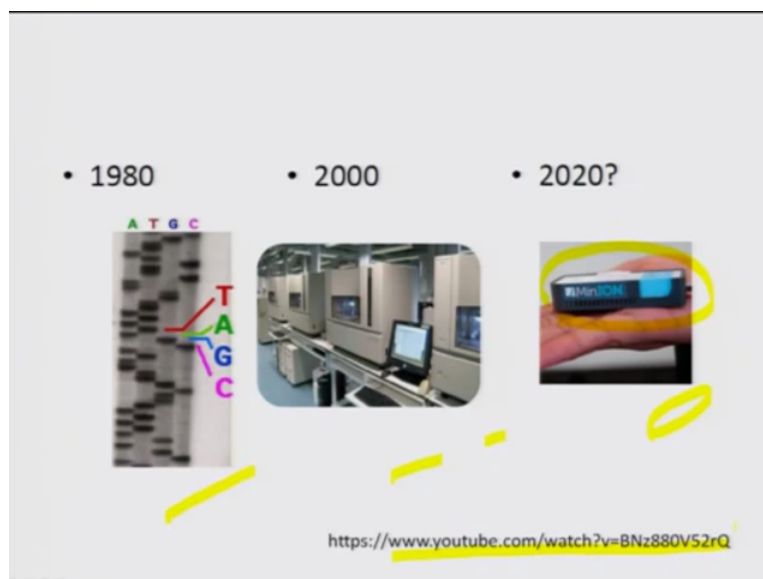 • 1980
• 2000
• 2020?
A T G C
T
A
G
C
MinION
https://www.youtube.com/watch?v=BNz880V52rQ